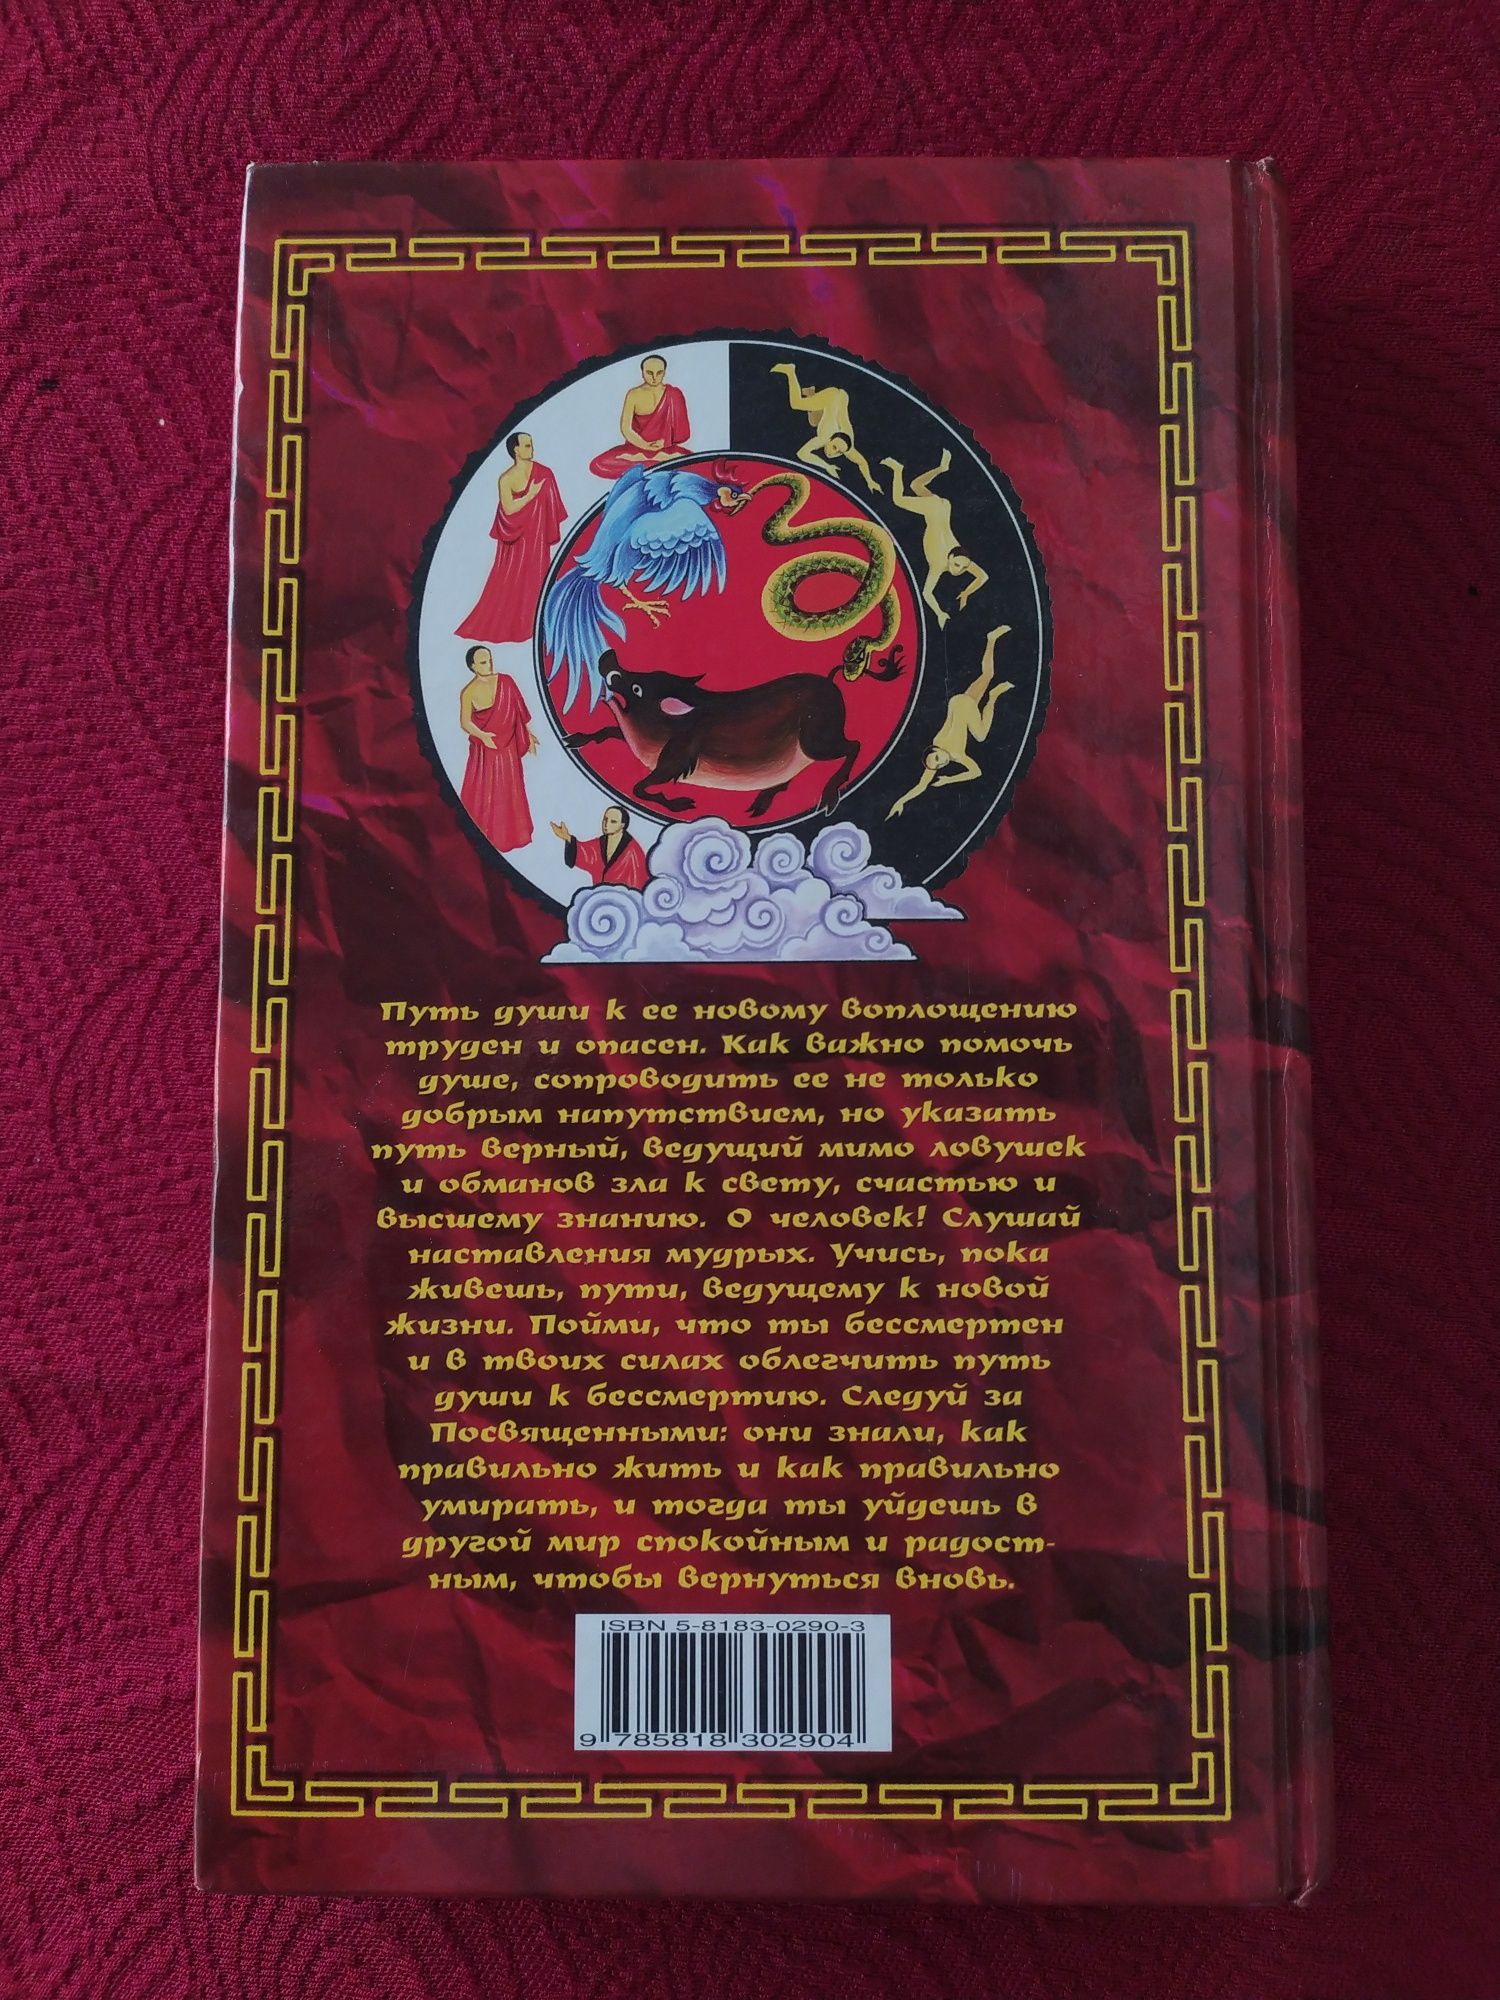 Путь души к ее новому воплощению
труден и опасен. Как важно помочь
душе, сопроводить ее не только
добрым напутствием, но указать
путь верный, ведущий мимо ловушек
и обманов зла к свету, счастью и
высшему знанию. О человек! Слушай
наставления мудрых. Учись, пока
живешь, пути, ведущему к новой
жизни. Пойми, что ты бессмертен
и в твоих силах облегчить путь
души к бессмертию. Следуй за
Посвященными: они знали, как
правильно жить и как правильно
умирать, и тогда ты уйдешь в
другой мир спокойным и радост-
ным, чтобы вернуться вновь.
ISBN 5-8183-0290-3
9 785818 302904